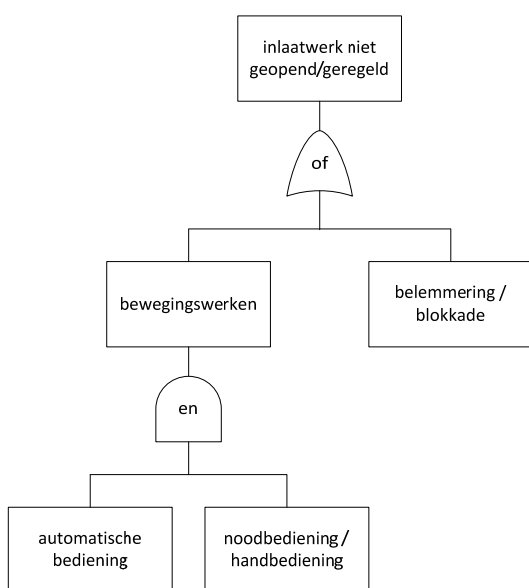 inlaatwerk niet
geopend/geregeld
of
bewegingswerken
belemmering /
blokkade
en
automatische
bediening
noodbediening /
handbediening